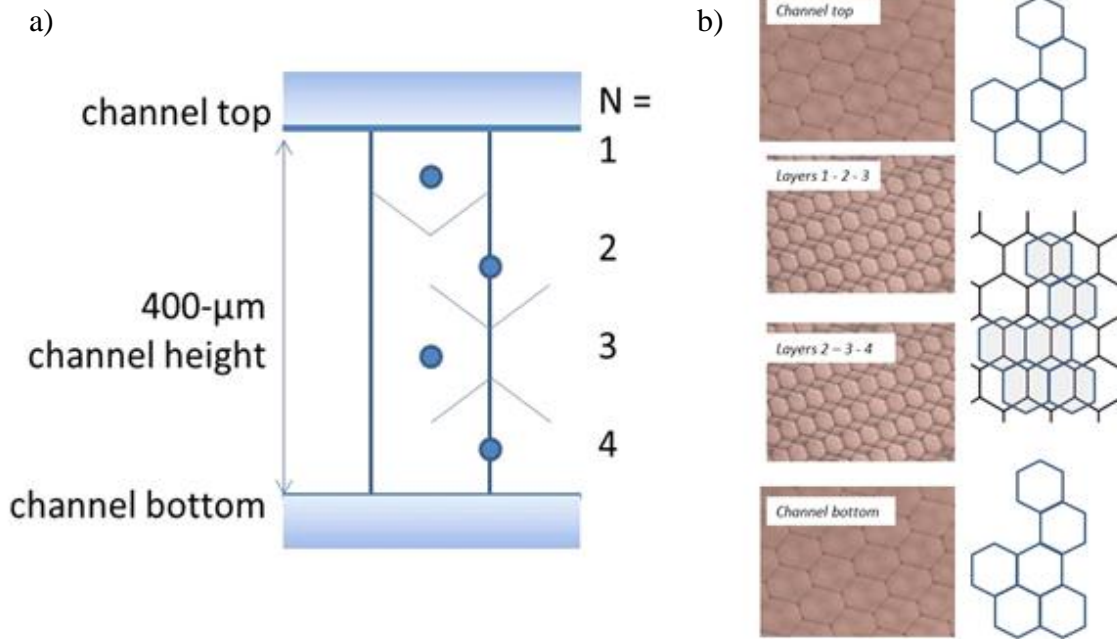 a)
channel top
400-µm
channel height
channel bottom
N =
1
2
3
4
b)
Channel top
Layers 1 - 2 - 3
Layers 2 – 3 - 4
Channel bottom